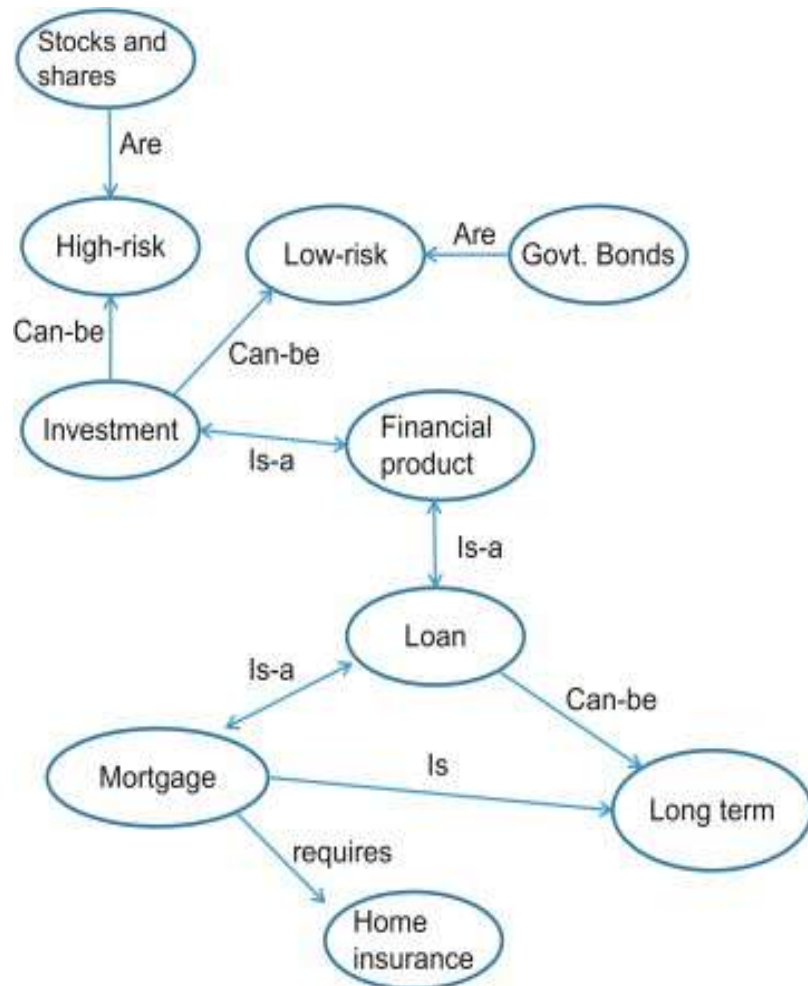 Stocks and
shares
Are
High-risk
Low-risk
Are
Govt. Bonds
Can-be
Can-be
Investment
Is-a
Financial
product
Is-a
Loan
Is-a
Can-be
Mortgage
Is
Long term
requires
Home
insurance